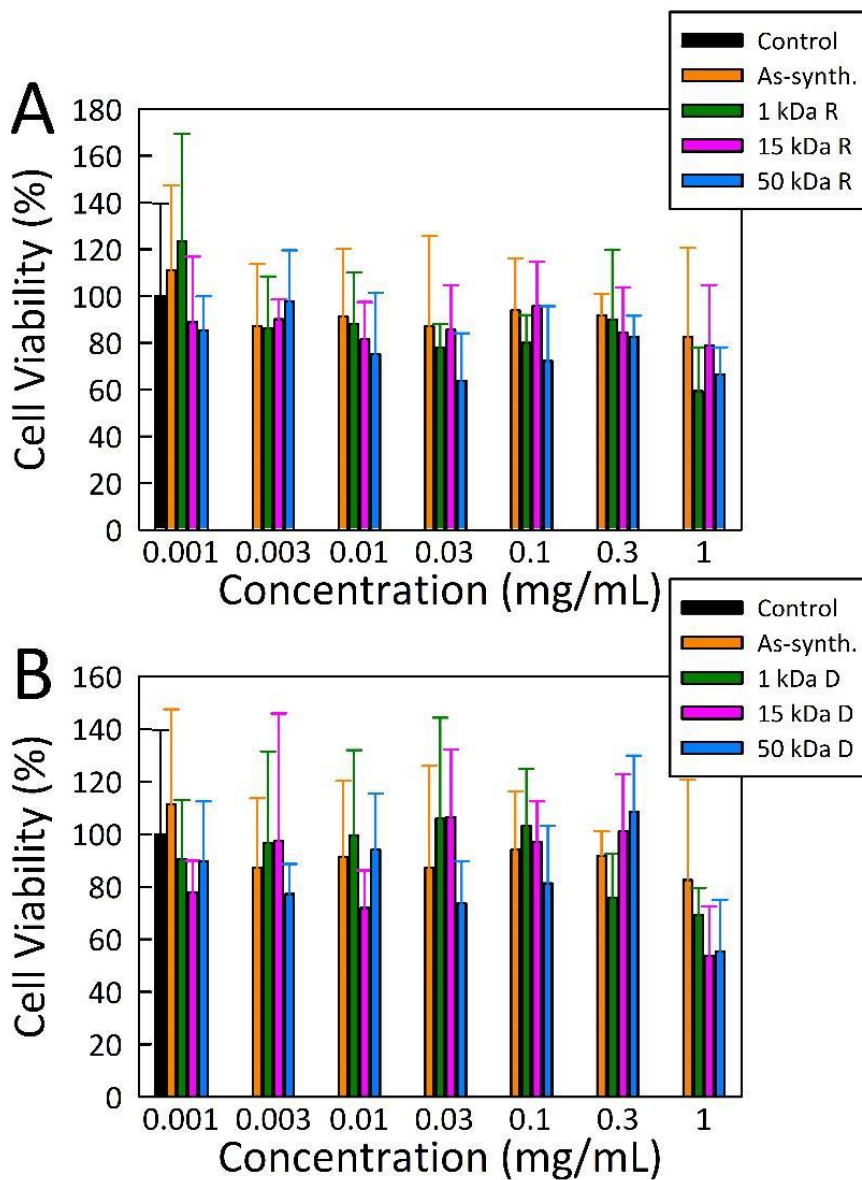 A
Control
As-synth.
1 kDa R
15 kDa R
50 kDa R
Cell Viability (%)
180
160
140
120
100
80
60
40
20
0
0.001 0.003 0.01 0.03 0.1 0.3 1
Concentration (mg/mL)
B
Control
As-synth.
1 kDa D
15 kDa D
50 kDa D
Cell Viability (%)
160
140
120
100
80
60
40
20
0
0.001 0.003 0.01 0.03 0.1 0.3 1
Concentration (mg/mL)